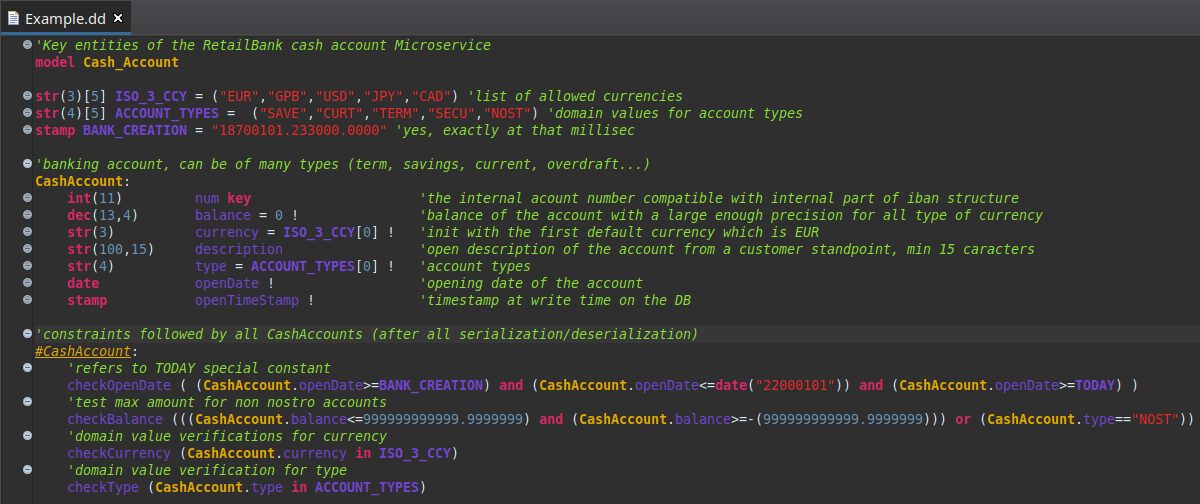 Example.dd
'Key entities of the RetailBank cash account Microservice
model Cash_Account
str(3)[5] ISO_3_CCY = ("EUR","GPB","USD","JPY","CAD") 'list of allowed currencies
str(4)[5] ACCOUNT_TYPES =  ("SAVE","CURT","TERM","SECU","NOST") 'domain values for account types
stamp BANK_CREATION = "18700101.233000.0000" 'yes, exactly at that millisec
'banking account, can be of many types (term, savings, current, overdraft...)
CashAccount:
    int(11)         num key                     'the internal acount number compatible with internal part of iban structure
    dec(13,4)       balance = 0 !               'balance of the account with a large enough precision for all type of currency
    str(3)          currency = ISO_3_CCY[0] !   'init with the first default currency which is EUR
    str(100,15)     description                 'open description of the account from a customer standpoint, min 15 caracters
    str(4)          type = ACCOUNT_TYPES[0] !   'account types
    date            openDate !                  'opening date of the account
    stamp           openTimeStamp !             'timestamp at write time on the DB
'constraints followed by all CashAccounts (after all serialization/deserialization)
#CashAccount:
    'refers to TODAY special constant
    checkOpenDate ( (CashAccount.openDate>=BANK_CREATION) and (CashAccount.openDate<=date("22000101")) and (CashAccount.openDate>=TODAY) )
    'test max amount for non nostro accounts
    checkBalance (((CashAccount.balance<=999999999999.9999999) and (CashAccount.balance>=-(999999999999.9999999))) or (CashAccount.type=="NOST"))
    'domain value verifications for currency
    checkCurrency (CashAccount.currency in ISO_3_CCY)
    'domain value verification for type
    checkType (CashAccount.type in ACCOUNT_TYPES)